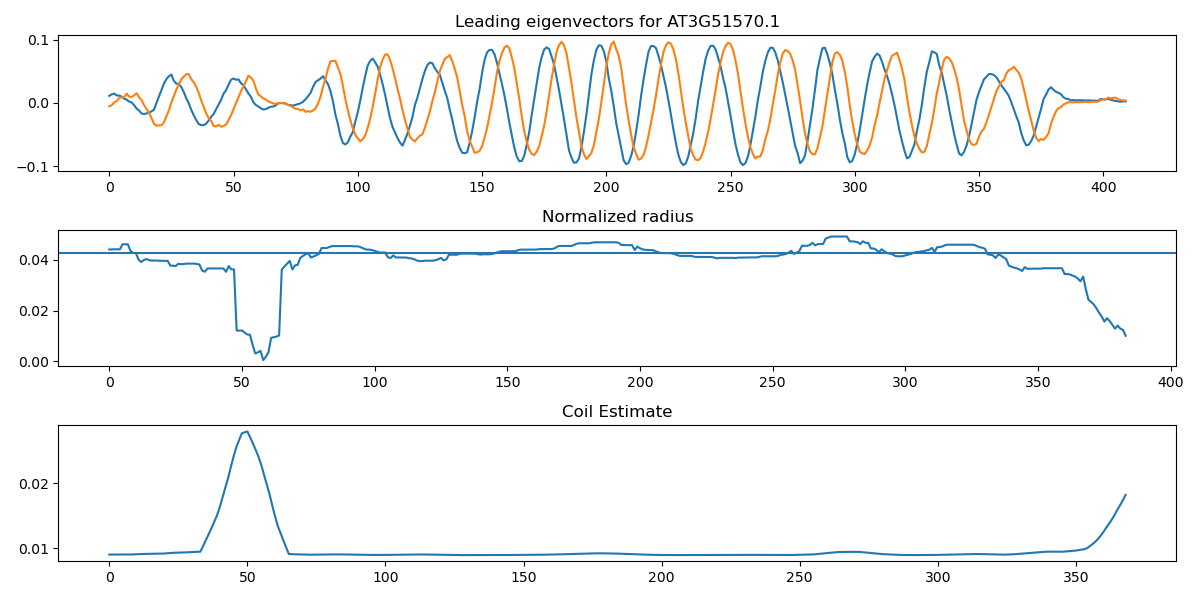 Leading eigenvectors for AT3G51570.1
0.1
0.0
−0.1
0 50 100 150 200 250 300 350 400
Normalized radius
0.04
0.02
0.00
0 50 100 150 200 250 300 350 400
Coil Estimate
0.02
0.01
0 50 100 150 200 250 300 350